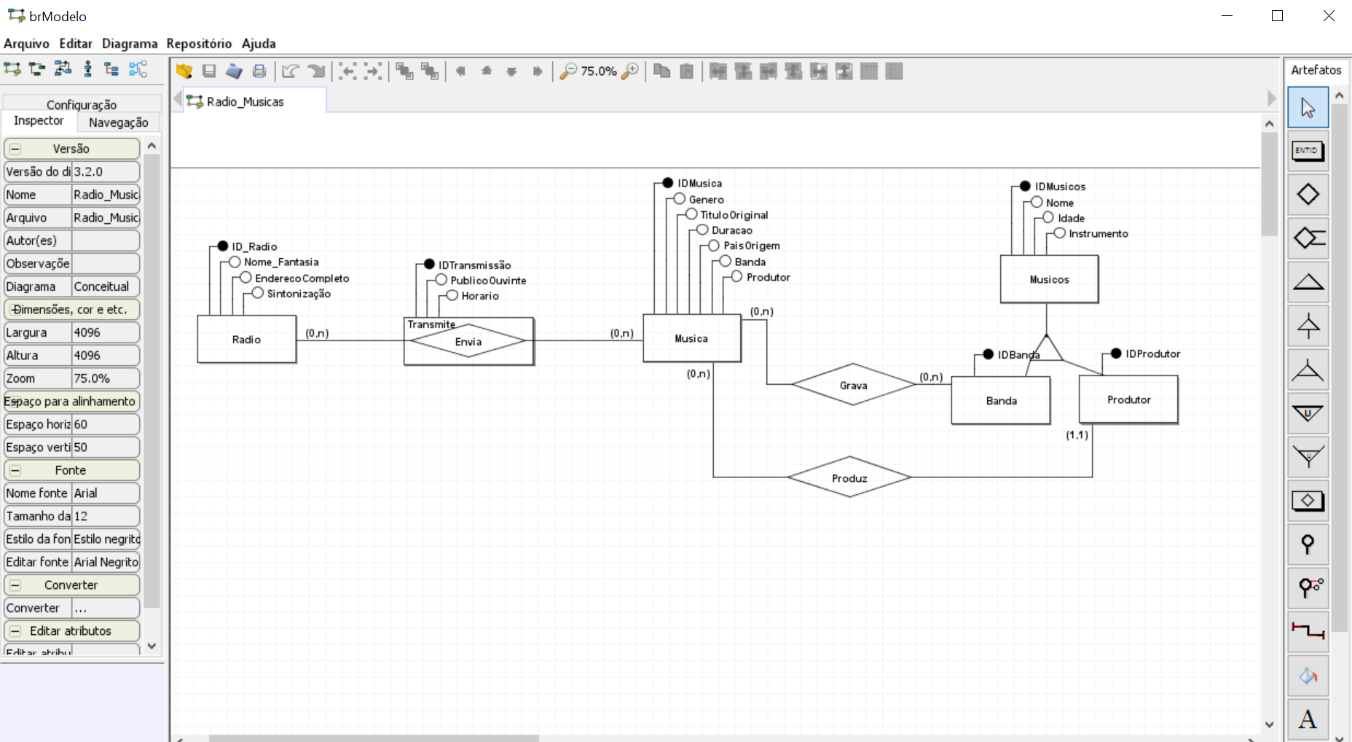 brModelo
Arquivo Editar Diagrama Repositório Ajuda
75.0%
Artefatos
Configuração
Inspector Navegação
Radio_Musicas
Versão
Versão do di 3.2.0
Nome Radio_Music
Arquivo Radio_Music
Autor(es)
Observaçõe
Diagrama Conceitual
Dimensões, cor e etc.
Largura 4096
Altura 4096
Zoom 75.0%
Espaço para alinhamento
Espaço horiz 60
Espaço verti 50
Fonte
Nome fonte Arial
Tamanho da 12
Estilo da fon Estilo negrito
Editar fonte Arial Negrito
Converter
Converter ...
Editar atributos
Editar atribu
ID_Radio
Nome_Fantasia
EnderecoCompleto
Sintonização
Radio
(0,n)
IDTransmissão
PublicoOuvinte
Horario
Transmite
Envia
(0,n)
IDMusica
Genero
TituloOriginal
Duracao
PaisOrigem
Banda
Produtor
Musica
(0,n)
(0,n)
Grava
(0,n)
Produz
(1,1)
IDMusicos
Nome
Idade
Instrumento
Musicos
IDBanda
Banda
IDProdutor
Produtor
ENTID
U
A